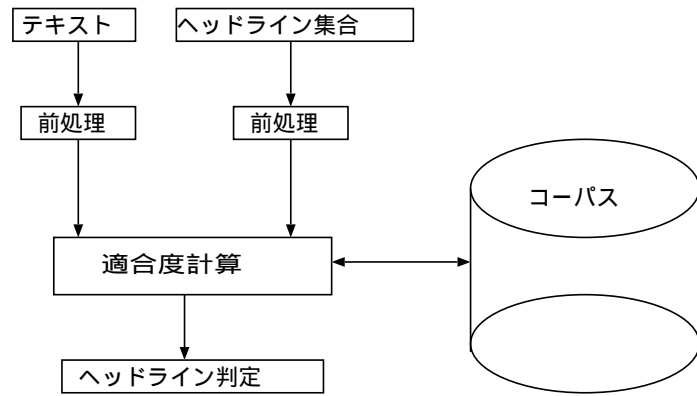 テキスト
ヘッドライン集合
前処理
前処理
コーパス
適合度計算
ヘッドライン判定